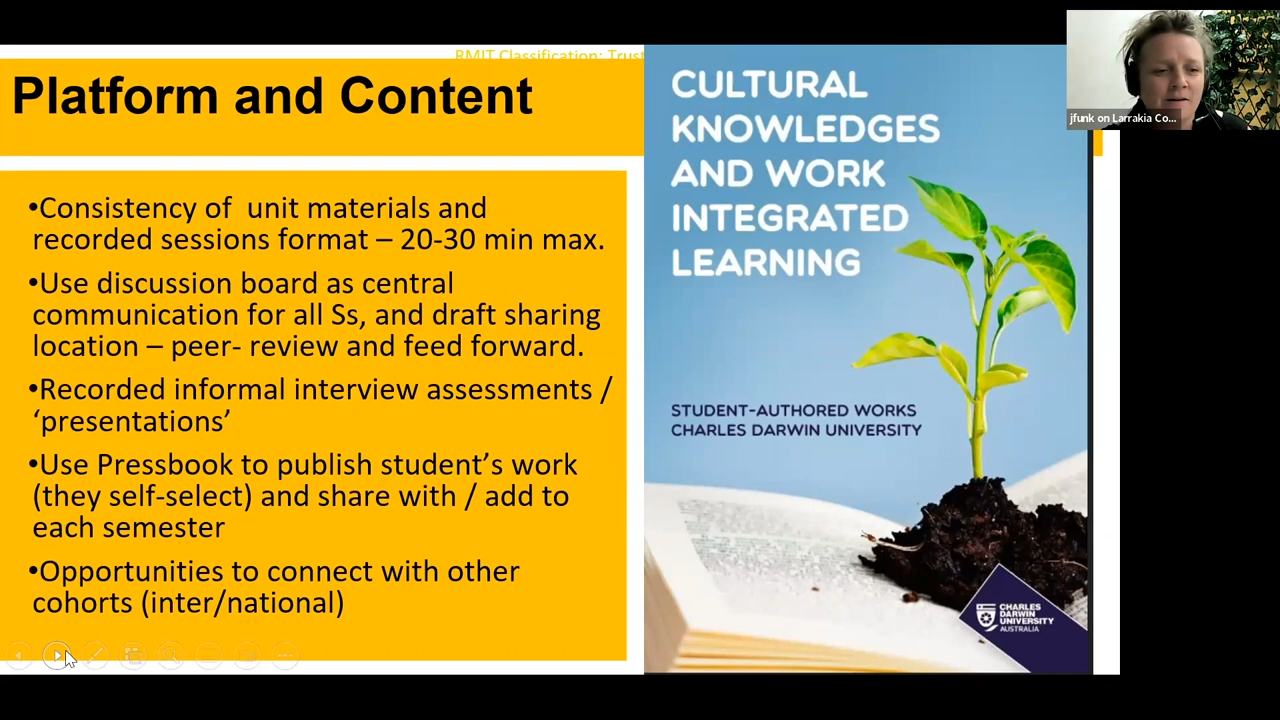 RMIT Classification: Trust
Platform and Content
•Consistency of  unit materials and
recorded sessions format – 20-30 min max.
•Use discussion board as central
communication for all Ss, and draft sharing
location – peer- review and feed forward.
•Recorded informal interview assessments /
‘presentations’
•Use Pressbook to publish student’s work
(they self-select) and share with / add to
each semester
•Opportunities to connect with other
cohorts (inter/national)
CULTURAL
KNOWLEDGES
AND WORK
INTEGRATED
LEARNING
STUDENT-AUTHORED WORKS
CHARLES DARWIN UNIVERSITY
CHARLES
DARWIN
UNIVERSITY
AUSTRALIA
jfunk on Larrakia Co...